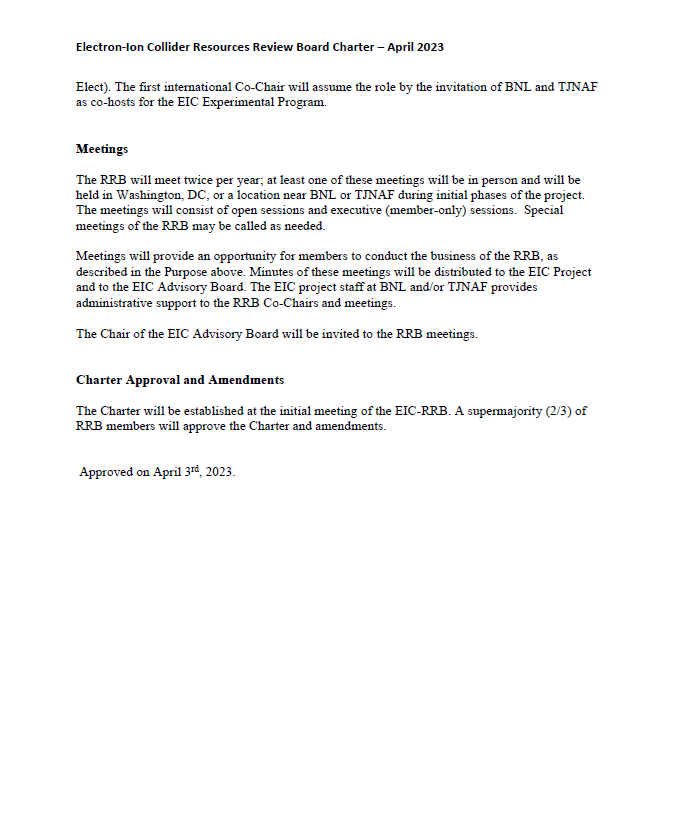 Electron-Ion Collider Resources Review Board Charter – April 2023
Elect). The first international Co-Chair will assume the role by the invitation of BNL and TJNAF
as co-hosts for the EIC Experimental Program.
Meetings
The RRB will meet twice per year; at least one of these meetings will be in person and will be
held in Washington, DC, or a location near BNL or TJNAF during initial phases of the project.
The meetings will consist of open sessions and executive (member-only) sessions.  Special
meetings of the RRB may be called as needed.
Meetings will provide an opportunity for members to conduct the business of the RRB, as
described in the Purpose above. Minutes of these meetings will be distributed to the EIC Project
and to the EIC Advisory Board. The EIC project staff at BNL and/or TJNAF provides
administrative support to the RRB Co-Chairs and meetings.
The Chair of the EIC Advisory Board will be invited to the RRB meetings.
Charter Approval and Amendments
The Charter will be established at the initial meeting of the EIC-RRB. A supermajority (2/3) of
RRB members will approve the Charter and amendments.
Approved on April 3rd, 2023.